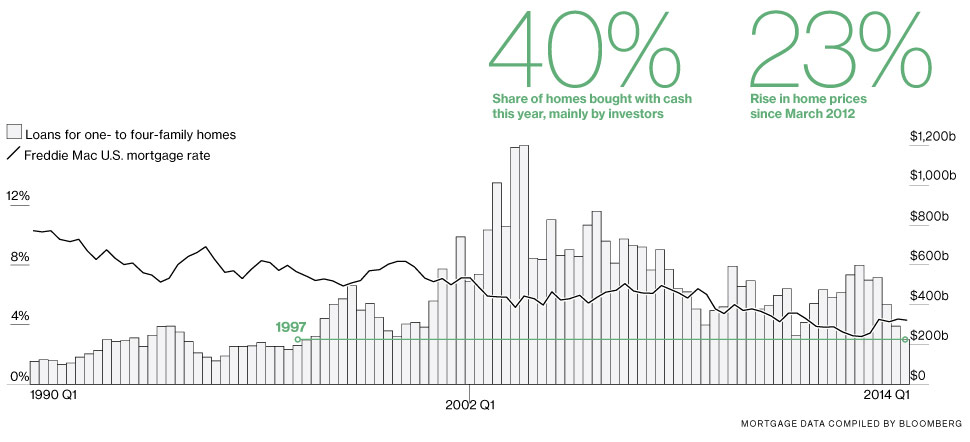 40%
Share of homes bought with cash
this year, mainly by investors
23%
Rise in home prices
since March 2012
Loans for one- to four-family homes
Freddie Mac U.S. mortgage rate
12%
8%
4%
0%
$1,200b
$1,000b
$800b
$600b
$400b
$200b
$0
1997
1990 Q1
2002 Q1
2014 Q1
MORTGAGE DATA COMPILED BY BLOOMBERG